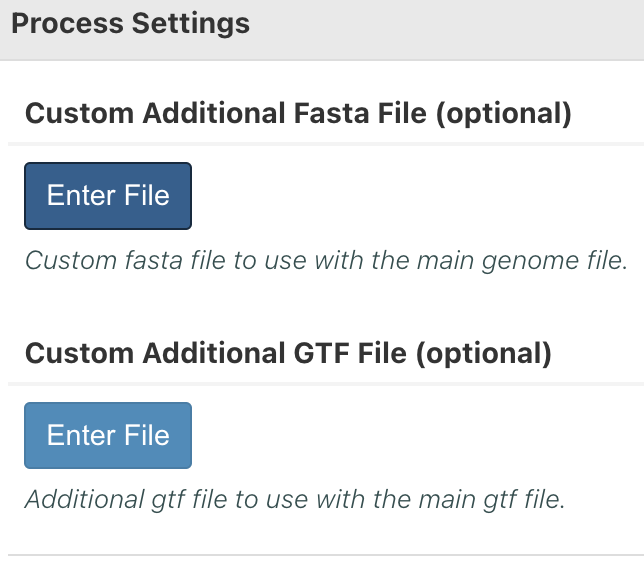 Process Settings
Custom Additional Fasta File (optional)
Enter File
Custom fasta file to use with the main genome file.
Custom Additional GTF File (optional)
Enter File
Additional gtf file to use with the main gtf file.